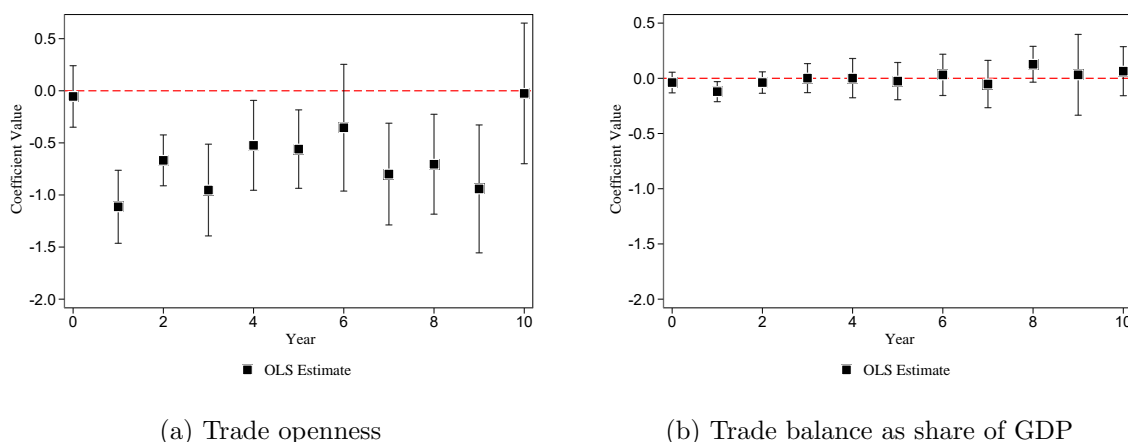 0.5
0.0
-0.5
-1.0
-1.5
-2.0
Coefficient Value
0 2 4 6 8 10
Year
OLS Estimate
(a) Trade openness
0.5
0.0
-0.5
-1.0
-1.5
-2.0
Coefficient Value
0 2 4 6 8 10
Year
OLS Estimate
(b) Trade balance as share of GDP